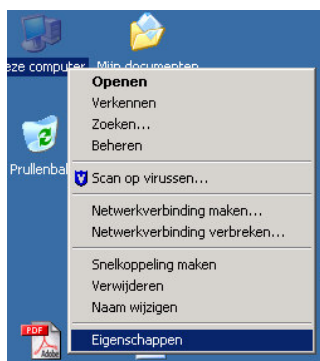 eze computer
Mijn documenten
Openen
Verkennen
Zoeken...
Beheren
Prullenbak
Scan op virussen...
Netwerkverbinding maken...
Netwerkverbinding verbreken...
Snelkoppeling maken
Verwijderen
Naam wijzigen
PDF
Adobe
Eigenschappen